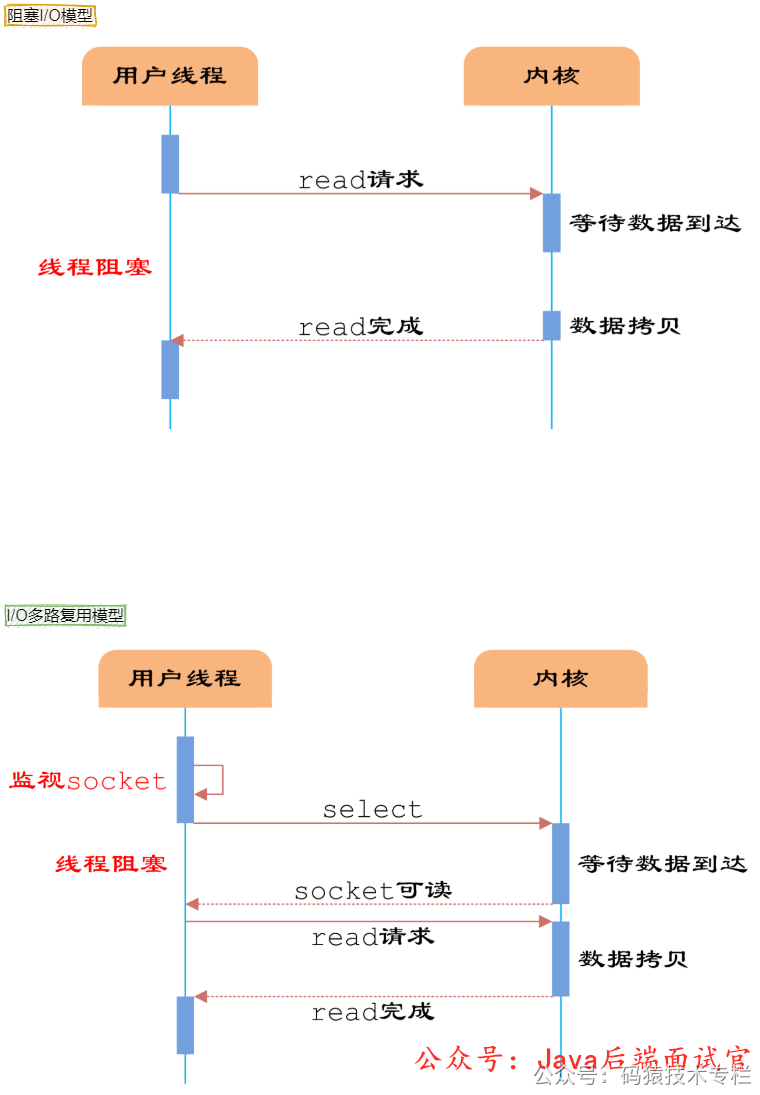 阻塞I/O模型
用户线程
内核
read请求
等待数据到达
线程阻塞
read完成
数据拷贝
I/O多路复用模型
用户线程
内核
监视socket
select
线程阻塞
等待数据到达
socket可读
read请求
数据拷贝
read完成
公众号：Java后端面试官
公众号：码猿技术专栏